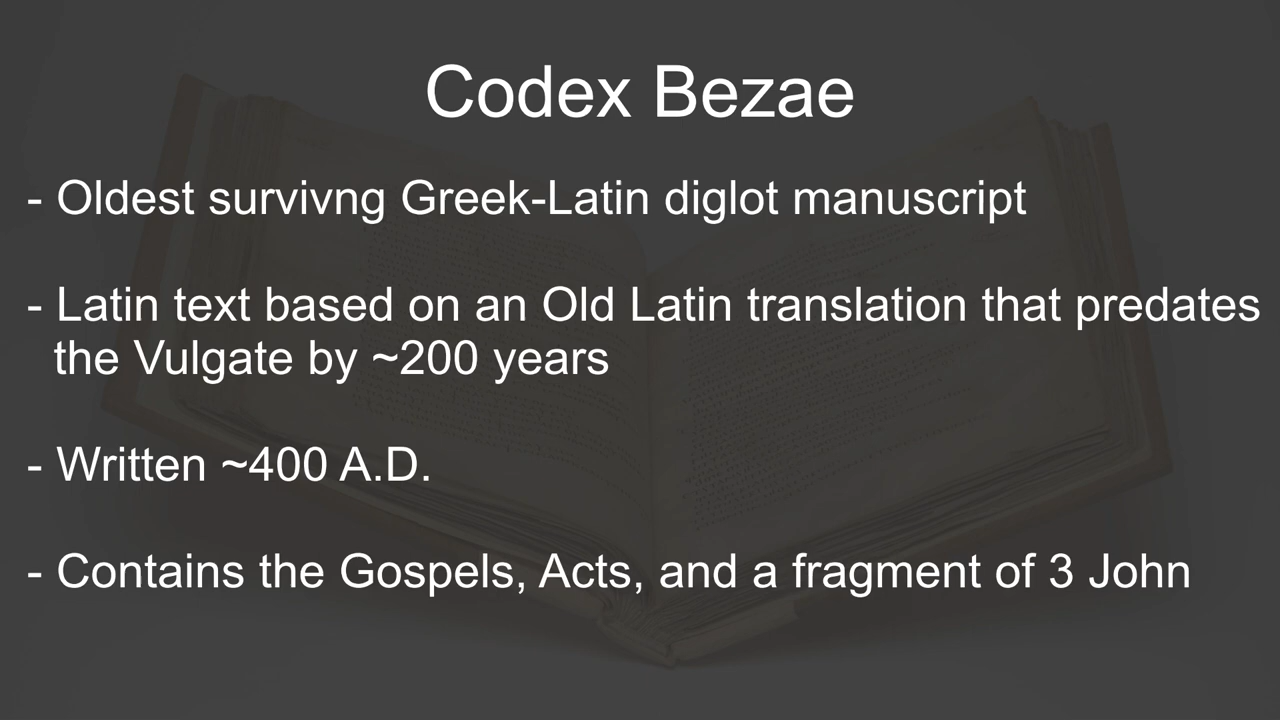 Codex Bezae
- Oldest survivng Greek-Latin diglot manuscript
- Latin text based on an Old Latin translation that predates
the Vulgate by ~200 years
- Written ~400 A.D.
- Contains the Gospels, Acts, and a fragment of 3 John